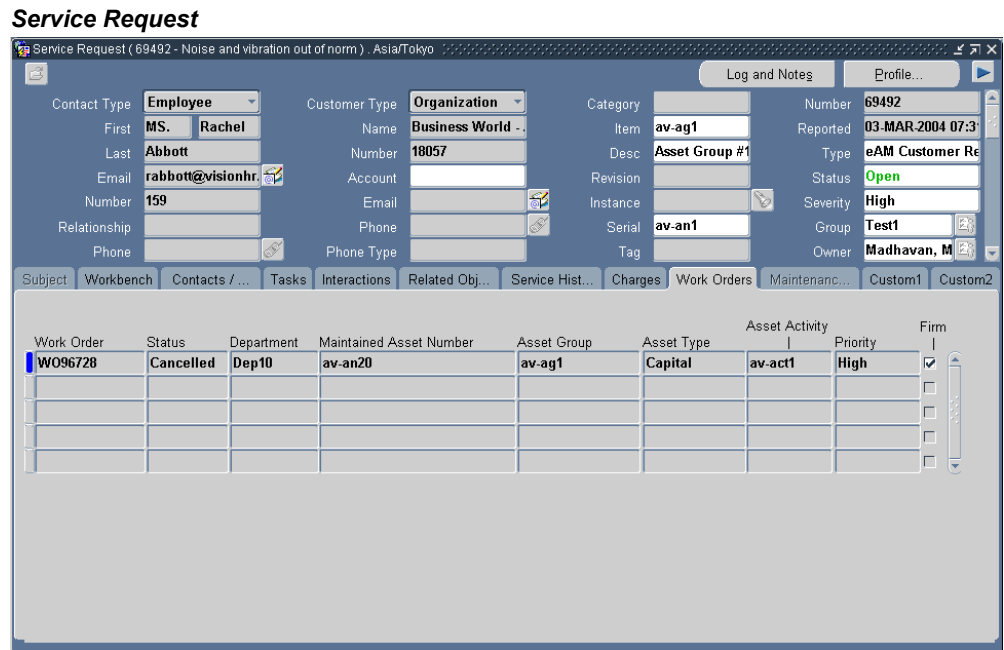 Service Request
Service Request ( 69492 - Noise and vibration out of norm ) . Asia/Tokyo
Log and Notes Profile...
Contact Type Employee Customer Type Organization Category Number 69492
First MS. Rachel Name Business World - . Item av-ag1 Reported 03-MAR-2004 07:3
Last Abbott Number 18057 Desc Asset Group #1 Type eAM Customer Re
Email rabbott@visionhr. Account Revision Status Open
Number 159 Email Instance Severity High
Relationship Phone Serial av-an1 Group Test1
Phone Phone Type Tag Owner Madhavan, M
Subject Workbench Contacts / ... Tasks Interactions Related Obj... Service Hist... Charges Work Orders Maintenanc... Custom1 Custom2
Asset Activity Firm
Work Order Status Department Maintained Asset Number Asset Group Asset Type | Priority |
WO96728 Cancelled Dep10 av-an20 av-ag1 Capital av-act1 High